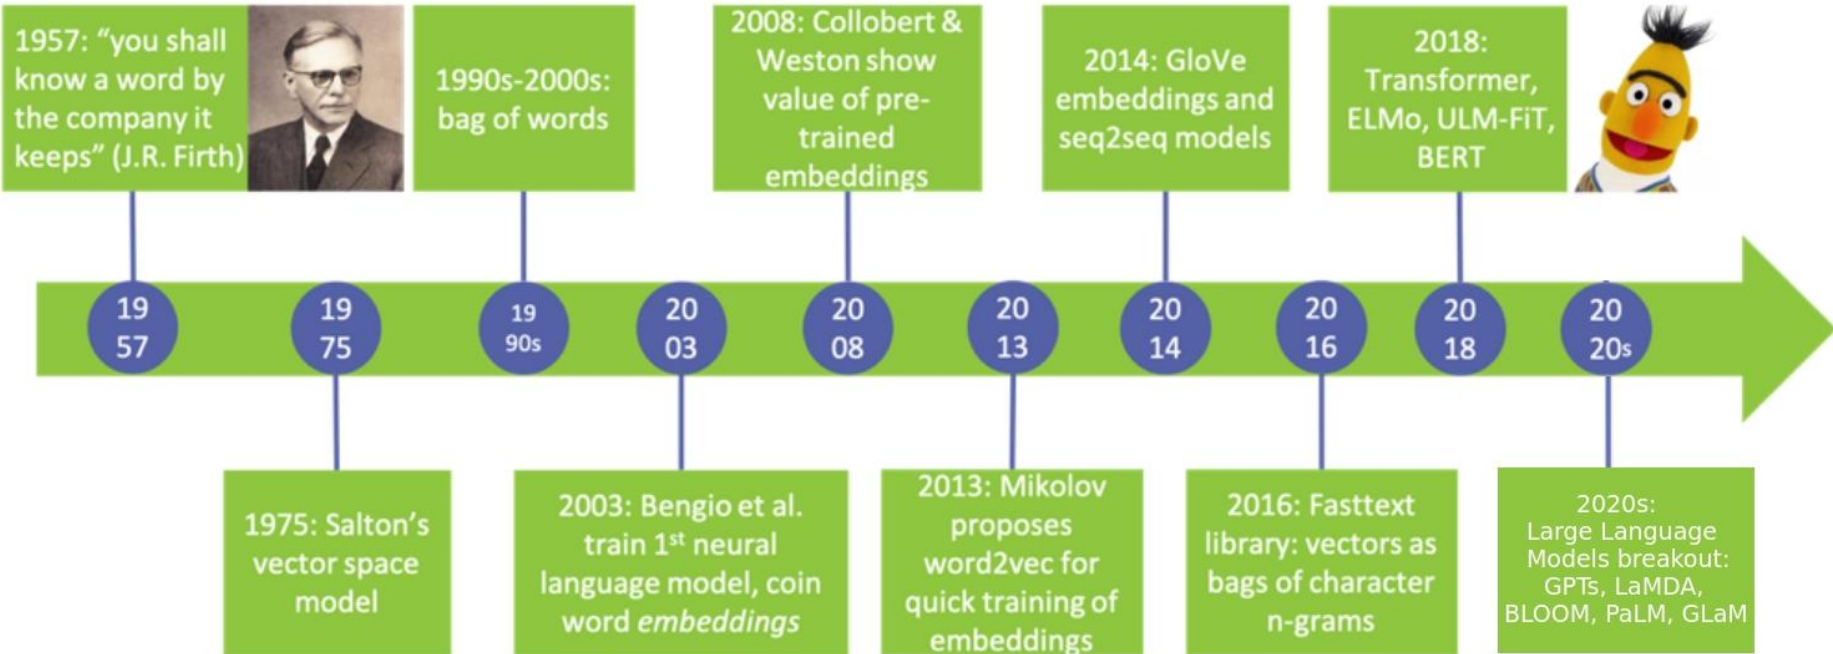 1957: “you shall
know a word by
the company it
keeps” (J.R. Firth)
1990s-2000s:
bag of words
2008: Collobert &
Weston show
value of pre-
trained
embeddings
2014: GloVe
embeddings and
seq2seq models
2018:
Transformer,
ELMo, ULM-FiT,
BERT
19
57
19
75
19
90s
20
03
20
08
20
13
20
14
20
16
20
18
20
20s
1975: Salton’s
vector space
model
2003: Bengio et al.
train 1st neural
language model, coin
word embeddings
2013: Mikolov
proposes
word2vec for
quick training of
embeddings
2016: Fasttext
library: vectors as
bags of character
n-grams
2020s:
Large Language
Models breakout:
GPTs, LaMDA,
BLOOM, PaLM, GLaM